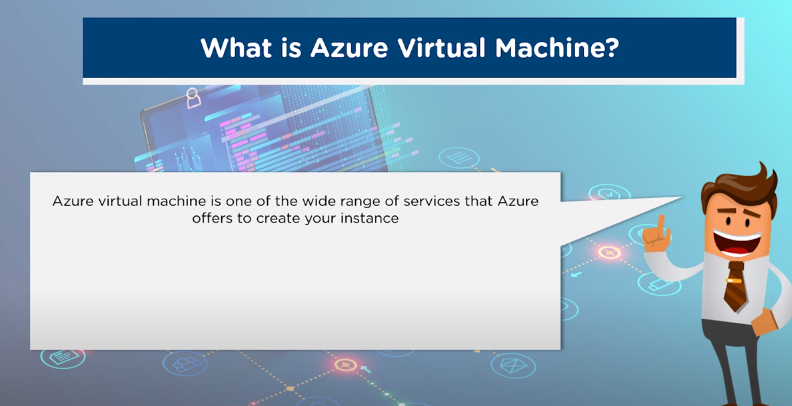 What is Azure Virtual Machine?
Azure virtual machine is one of the wide range of services that Azure
offers to create your instance